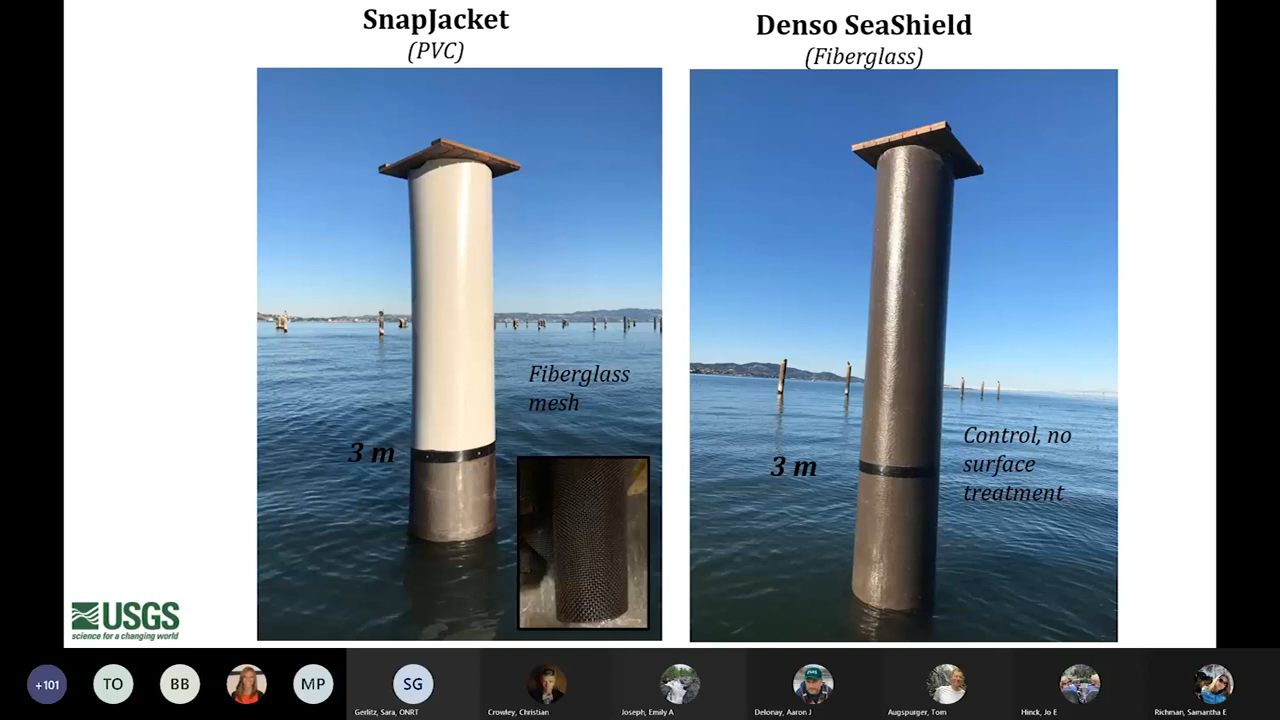 SnapJacket
(PVC)
Denso SeaShield
(Fiberglass)
Fiberglass
mesh
3 m
3 m
Control, no
surface
treatment
USGS
science for a changing world
+101
TO
BB
MP
SG
Gerlitz, Sara, ONRT
Crowley, Christian
Joseph, Emily A
Delonay, Aaron J
Augspurger, Tom
Hinck, Jo E
Richman, Samantha E